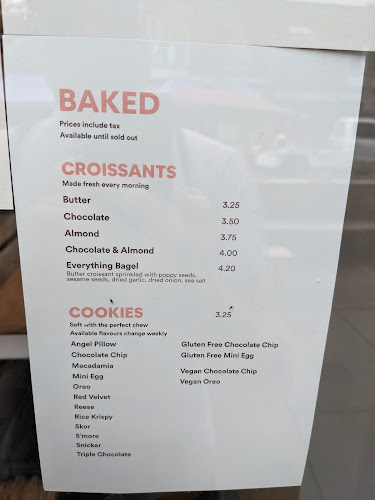 BAKED
Prices include tax
Available until sold out
CROISSANTS
Made fresh every morning
Butter 3.25
Chocolate 3.50
Almond 3.75
Chocolate & Almond 4.00
Everything Bagel 4.20
Butter croissant sprinkled with poppy seeds,
sesame seeds, dried garlic, dried onion, sea salt
COOKIES 3.25
Soft with the perfect chew
Available flavours change weekly
Angel Pillow
Chocolate Chip
Macadamia
Mini Egg
Oreo
Red Velvet
Reese
Rice Krispy
Skor
S'more
Snicker
Triple Chocolate
Gluten Free Chocolate Chip
Gluten Free Mini Egg
Vegan Chocolate Chip
Vegan Oreo